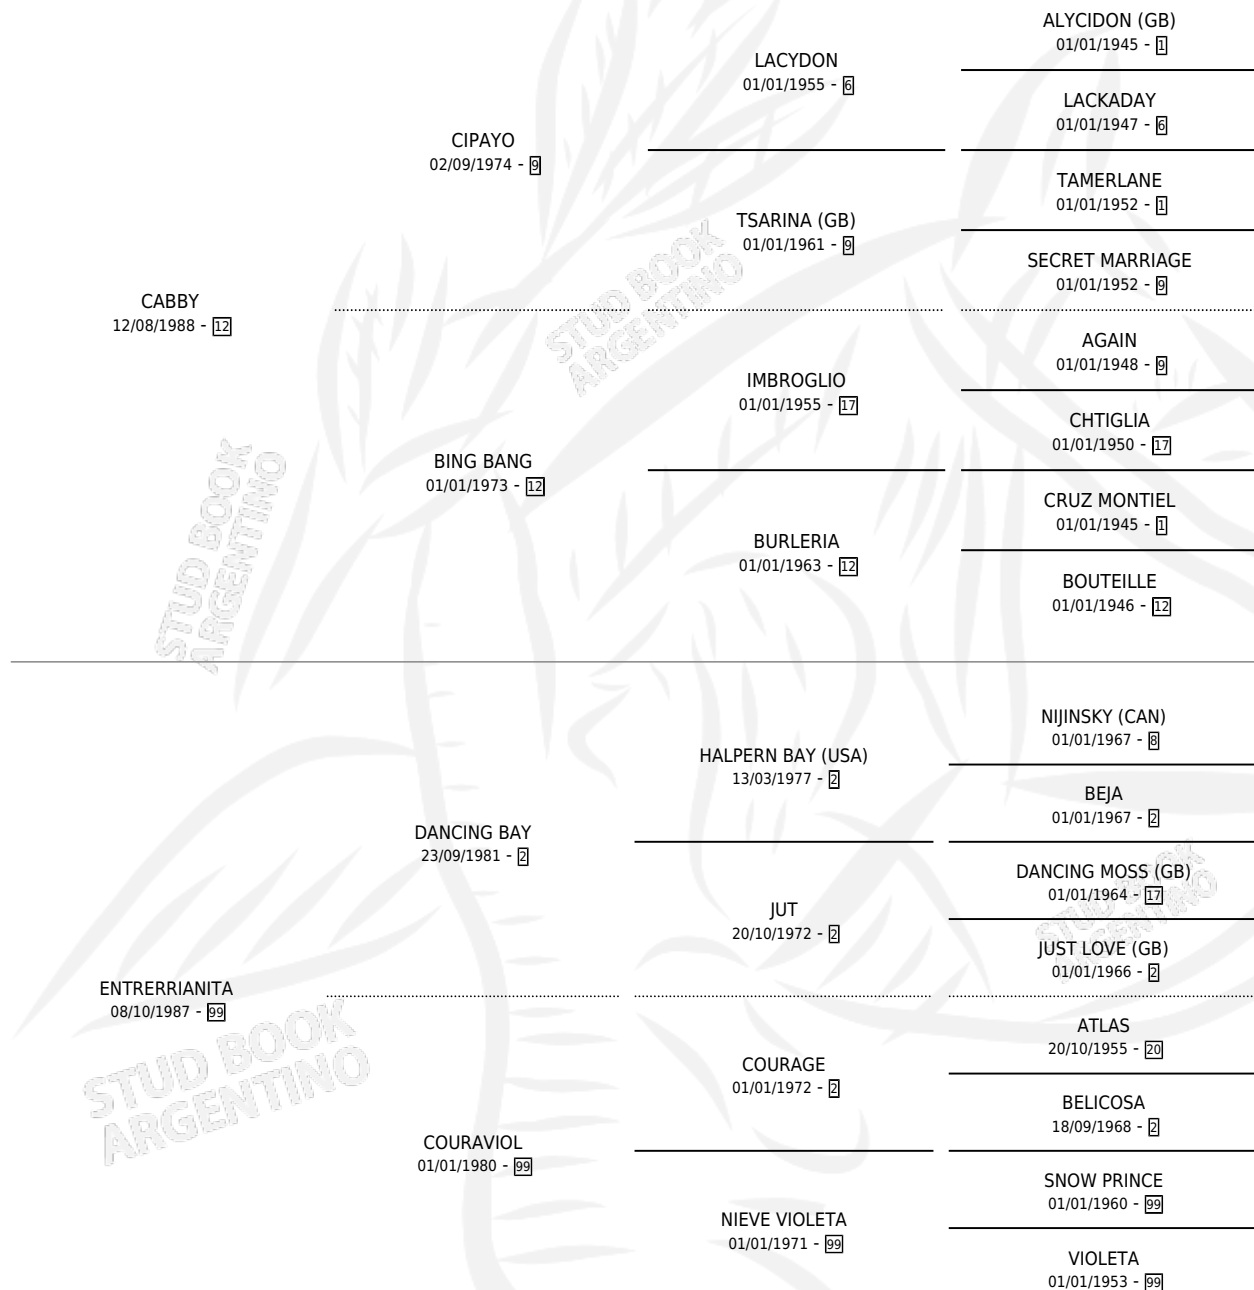 ALYCIDON (GB)
01/01/1945 - 1
LACYDON
01/01/1955 - 6
LACKADAY
01/01/1947 - 6
CIPAYO
02/09/1974 - 9
TAMERLANE
01/01/1952 - 1
TSARINA (GB)
01/01/1961 - 9
SECRET MARRIAGE
01/01/1952 - 9
CABBY
12/08/1988 - 12
STUD BOOK
ARGENTINO
AGAIN
01/01/1948 - 9
IMBROGLIO
01/01/1955 - 17
CHTIGLIA
01/01/1950 - 17
BING BANG
01/01/1973 - 12
CRUZ MONTIEL
01/01/1945 - 1
BURLERIA
01/01/1963 - 12
BOUTEILLE
01/01/1946 - 12
STUD BOOK
ARGENTINO
NIJINSKY (CAN)
01/01/1967 - 8
HALPERN BAY (USA)
13/03/1977 - 2
BEJA
01/01/1967 - 2
DANCING BAY
23/09/1981 - 2
DANCING MOSS (GB)
01/01/1964 - 17
JUT
20/10/1972 - 2
JUST LOVE (GB)
01/01/1966 - 2
STUD BOOK
ARGENTINO
ENTRERRIANITA
08/10/1987 - 99
ATLAS
20/10/1955 - 20
COURAGE
01/01/1972 - 2
BELICOSA
18/09/1968 - 2
COURAVIOL
01/01/1980 - 99
SNOW PRINCE
01/01/1960 - 99
NIEVE VIOLETA
01/01/1971 - 99
VIOLETA
01/01/1953 - 99
STUD BOOK
ARGENTINO